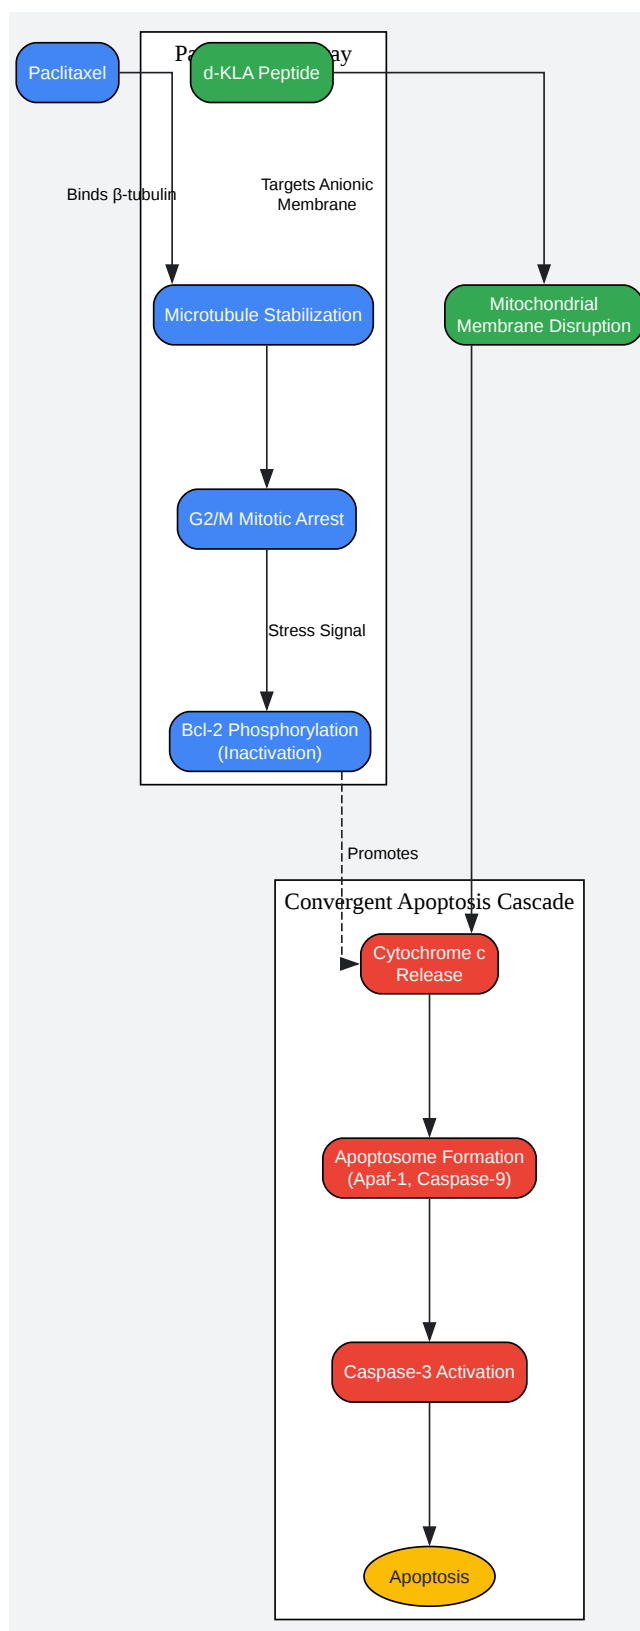 Paclitaxel
d-KLA Peptide
Binds β-tubulin
Targets Anionic
Membrane
Microtubule Stabilization
Mitochondrial
Membrane Disruption
G2/M Mitotic Arrest
Stress Signal
Bcl-2 Phosphorylation
(Inactivation)
Promotes
Convergent Apoptosis Cascade
Cytochrome c
Release
Apoptosome Formation
(Apaf-1, Caspase-9)
Caspase-3 Activation
Apoptosis